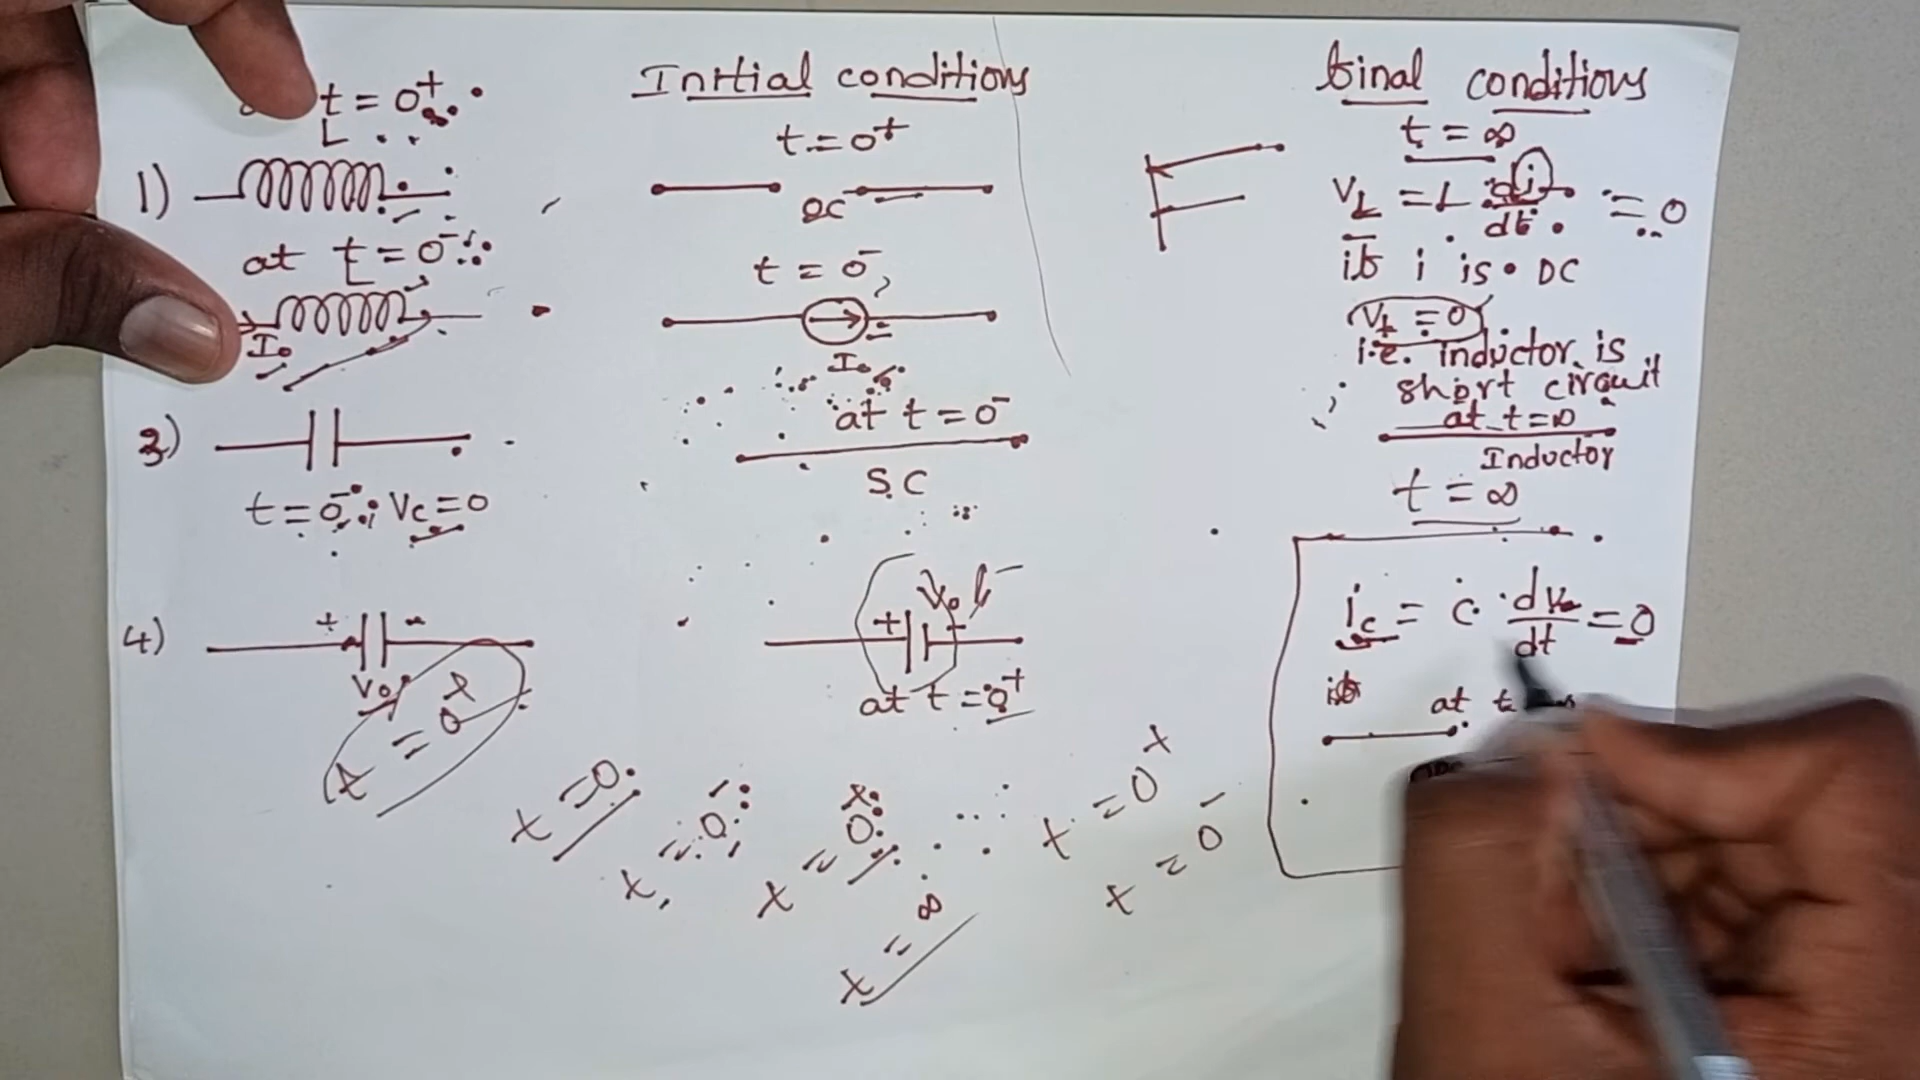 t = 0+
L
1)
at t = 0-
L
I₀
3)
t = 0- ; Vc = 0
4)
+ -
V₀
t = 0+
Initial conditions
t = 0+
OC
t = 0-
I₀
at t = 0-
S.C
V₀
+ -
at t = 0+
t = 0
t = 0-
t = 0+
t = ∞
t = 0+
t = 0-
Final conditions
t = ∞
VL = L di/dt = 0
if i is DC
VL = 0
i.e. inductor is
short circuit
at t = ∞
Inductor
t = ∞
ic = C · dv/dt = 0
at t